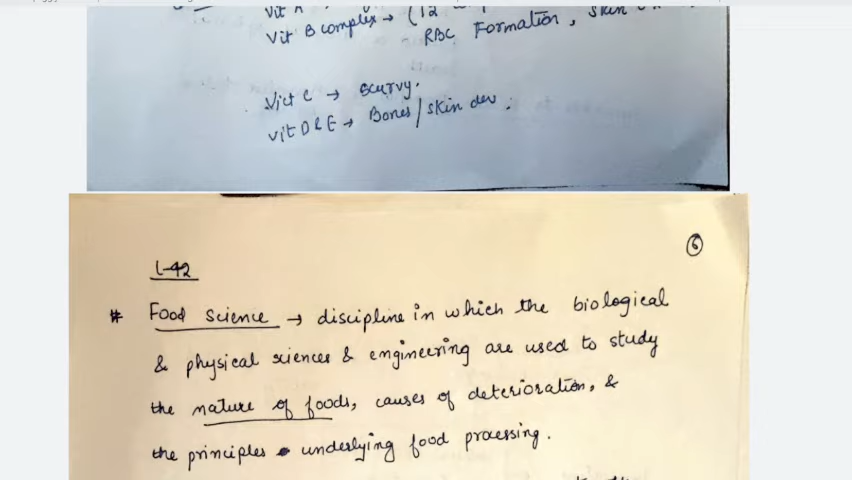 Vit A
Vit B complex → (12
RBC Formation, skin
Vit C → scurvy.
Vit D & E → Bones/skin dev.
6
L-42
# Food Science → discipline in which the biological
& physical sciences & engineering are used to study
the nature of foods, causes of deterioration, &
the principles underlying food processing.